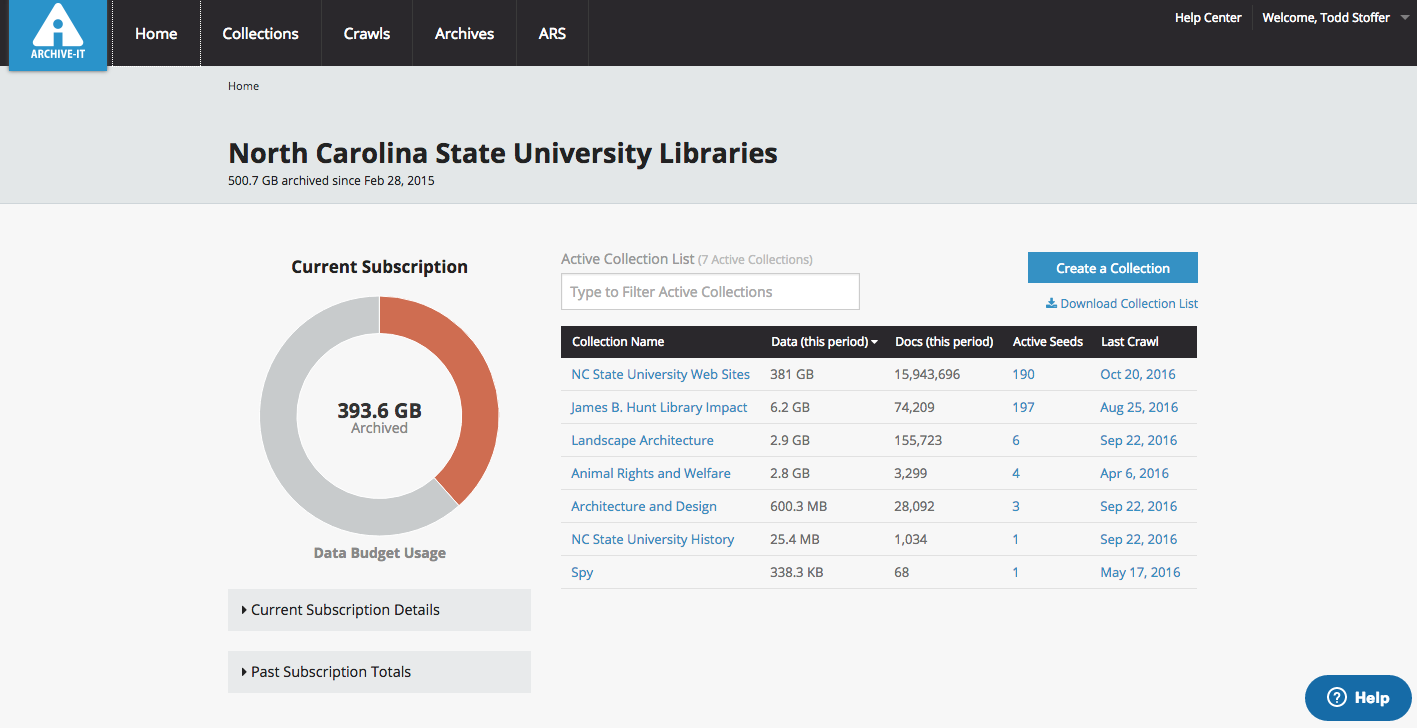 ARCHIVE-IT
Home Collections Crawls Archives ARS
Help Center Welcome, Todd Stoffer
Home
North Carolina State University Libraries
500.7 GB archived since Feb 28, 2015
Current Subscription
393.6 GB
Archived
Data Budget Usage
Current Subscription Details
Past Subscription Totals
Active Collection List (7 Active Collections)
Type to Filter Active Collections
Create a Collection
Download Collection List
Collection Name Data (this period) Docs (this period) Active Seeds Last Crawl
NC State University Web Sites 381 GB 15,943,696 190 Oct 20, 2016
James B. Hunt Library Impact 6.2 GB 74,209 197 Aug 25, 2016
Landscape Architecture 2.9 GB 155,723 6 Sep 22, 2016
Animal Rights and Welfare 2.8 GB 3,299 4 Apr 6, 2016
Architecture and Design 600.3 MB 28,092 3 Sep 22, 2016
NC State University History 25.4 MB 1,034 1 Sep 22, 2016
Spy 338.3 KB 68 1 May 17, 2016
Help